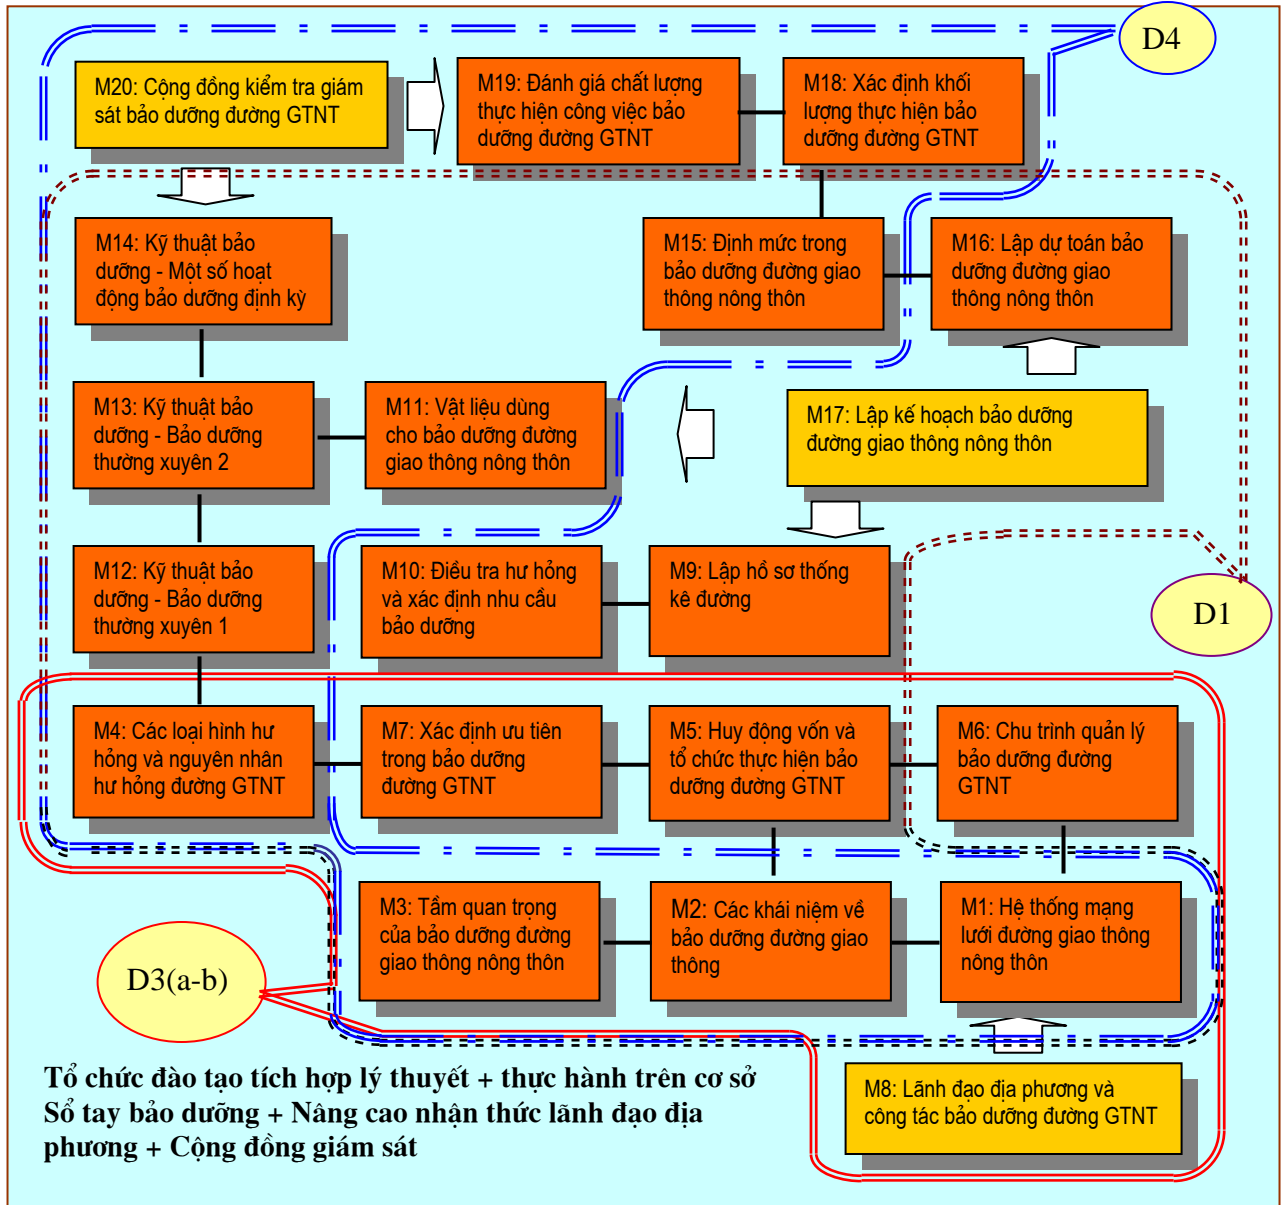 D4
M20: Cộng đồng kiểm tra giám
sát bảo dưỡng đường GTNT
M19: Đánh giá chất lượng
thực hiện công việc bảo
dưỡng đường GTNT
M18: Xác định khối
lượng thực hiện bảo
dưỡng đường GTNT
M14: Kỹ thuật bảo
dưỡng - Một số hoạt
động bảo dưỡng định kỳ
M15: Định mức trong
bảo dưỡng đường giao
thông nông thôn
M16: Lập dự toán bảo
dưỡng đường giao
thông nông thôn
M13: Kỹ thuật bảo
dưỡng - Bảo dưỡng
thường xuyên 2
M11: Vật liệu dùng
cho bảo dưỡng đường
giao thông nông thôn
M17: Lập kế hoạch bảo dưỡng
đường giao thông nông thôn
M12: Kỹ thuật bảo
dưỡng - Bảo dưỡng
thường xuyên 1
M10: Điều tra hư hỏng
và xác định nhu cầu
bảo dưỡng
M9: Lập hồ sơ thống
kê đường
D1
M4: Các loại hình hư
hỏng và nguyên nhân
hư hỏng đường GTNT
M7: Xác định ưu tiên
trong bảo dưỡng
đường GTNT
M5: Huy động vốn và
tổ chức thực hiện bảo
dưỡng đường GTNT
M6: Chu trình quản lý
bảo dưỡng đường
GTNT
M3: Tầm quan trọng
của bảo dưỡng đường
giao thông nông thôn
M2: Các khái niệm về
bảo dưỡng đường giao
thông
M1: Hệ thống mạng
lưới đường giao thông
nông thôn
D3(a-b)
M8: Lãnh đạo địa phương và
công tác bảo dưỡng đường GTNT
Tổ chức đào tạo tích hợp lý thuyết + thực hành trên cơ sở
Sổ tay bảo dưỡng + Nâng cao nhận thức lãnh đạo địa
phương + Cộng đồng giám sát